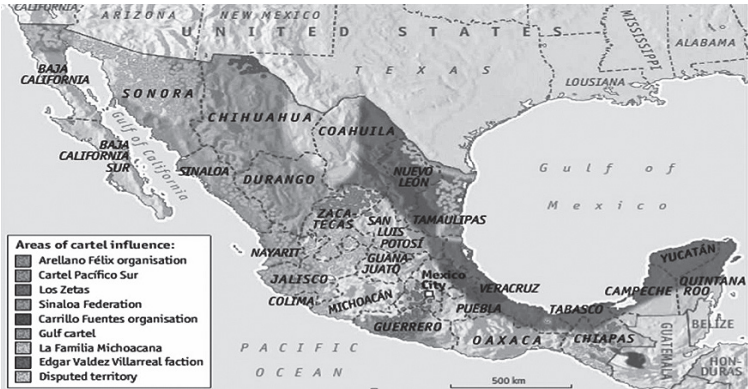 CALIFORNIA
ARIZONA
NEW MEXICO
UNITED STATES
MISSISSIPPI
ALABAMA
TEXAS
LOUSIANA
BAJA
CALIFORNIA
SONORA
CHIHUAHUA
COAHUILA
Gulf of California
BAJA
CALIFORNIA
SUR
SINALOA
DURANGO
NUEVO
LEÓN
Gulf of
Mexico
ZACA-
TECAS
SAN
LUIS
POTOSÍ
TAMAULIPAS
NAYARIT
GUANA-
JUATO
JALISCO
COLIMA
MICHOACÁN
Mexico
City
GUERRERO
PUEBLA
VERACRUZ
OAXACA
TABASCO
CHIAPAS
CAMPECHE
YUCATÁN
QUINTANA
ROO
BELIZE
GUATEMALA
HON-
DURAS
PACIFIC
OCEAN
500 km
Areas of cartel influence:
Arellano Félix organisation
Cartel Pacífico Sur
Los Zetas
Sinaloa Federation
Carrillo Fuentes organisation
Gulf cartel
La Familia Michoacana
Edgar Valdez Villarreal faction
Disputed territory